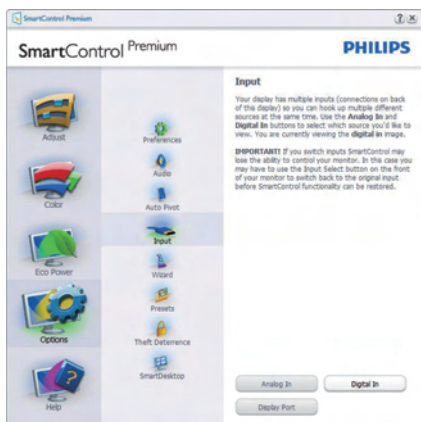 SmartControl Premium
SmartControl Premium
PHILIPS
Adjust
Color
Eco Power
Options
Help
Preferences
Audio
Auto Pivot
Input
Wizard
Presets
Theft Deterrence
SmartDesktop
Input
Your display has multiple inputs (connections on back
of this display) so you can hook up multiple different
sources at the same time. Use the Analog In and
Digital In buttons to select which source you'd like to
view. You are currently viewing the digital in image.
IMPORTANT! If you switch inputs SmartControl may
lose the ability to control your monitor. In this case you
may have to use the Input Select button on the front
of your monitor to switch back to the original input
before SmartControl functionality can be restored.
Analog In
Digital In
Display Port